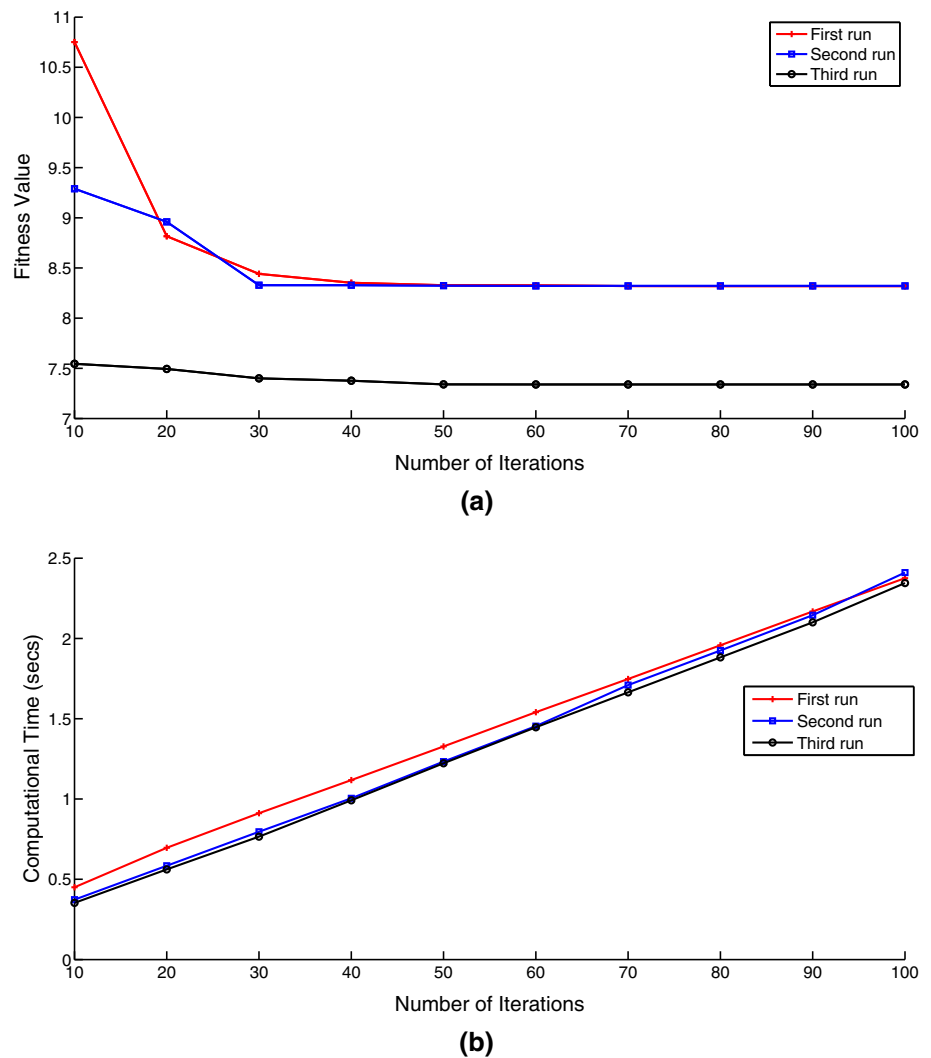 11
10.5
10
9.5
9
8.5
8
7.5
7
Fitness Value
First run
Second run
Third run
10 20 30 40 50 60 70 80 90 100
Number of Iterations
(a)
2.5
2
1.5
1
0.5
0
Computational Time (secs)
First run
Second run
Third run
10 20 30 40 50 60 70 80 90 100
Number of Iterations
(b)